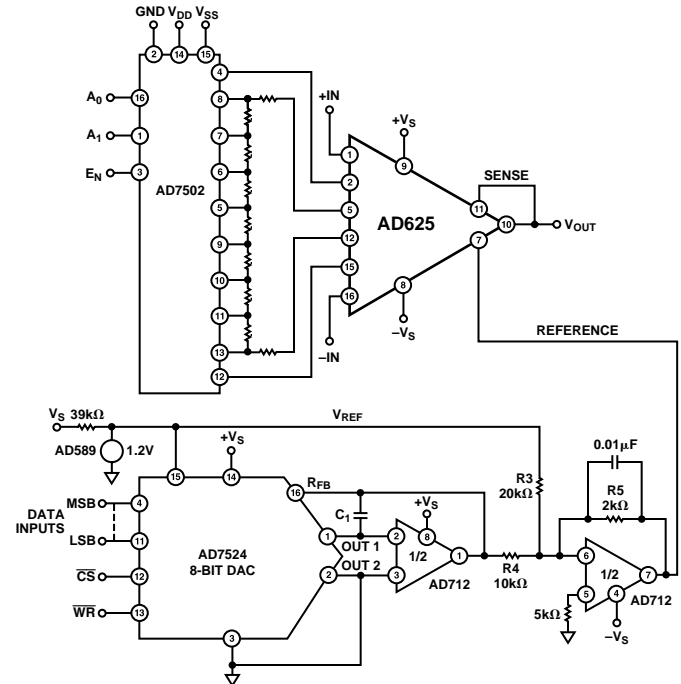 GND V_DD V_SS
2 14 15
4
A₀ 16
8
+IN
+V_S
A₁ 1
7
1
9
E_N 3
6
2
SENSE
AD7502
5
5
11
AD625
10 V_OUT
9
12
7
10
15
8
11
16
–V_S
13
–IN
REFERENCE
12
V_S 39kΩ
V_REF
AD589 1.2V
+V_S
0.01μF
15 14
R_FB
16
R3
20kΩ
R5
2kΩ
DATA
INPUTS
MSB 4
C₁
+V_S
LSB 11
1 OUT 1 2
8
1
6
AD7524
8-BIT DAC
1/2
R4
10kΩ
1/2
7
C̅S̅ 12
2 OUT 2 3
AD712
5
4
AD712
W̅R̅ 13
5kΩ
–V_S
3